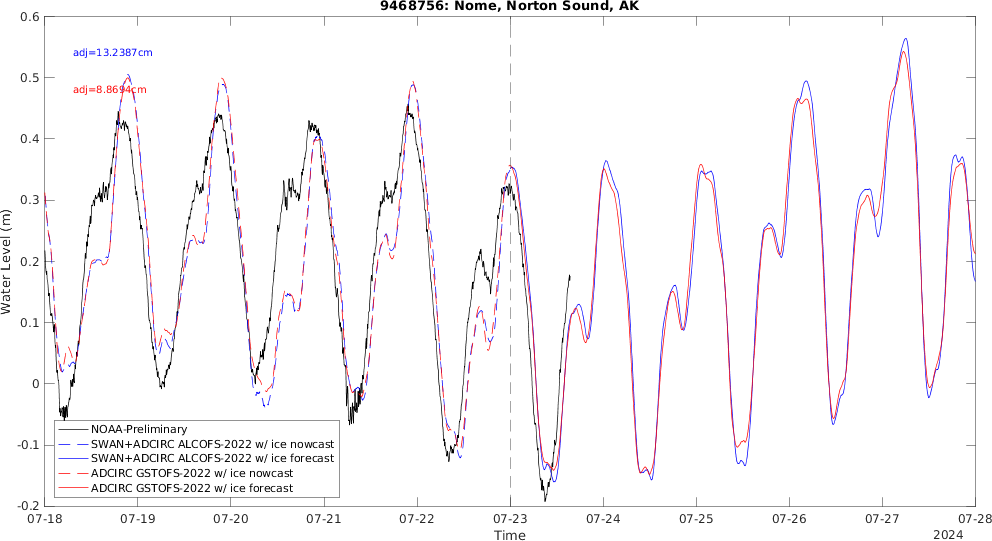 9468756: Nome, Norton Sound, AK
adj=13.2387cm
adj=8.8694cm
Water Level (m)
0.6
0.5
0.4
0.3
0.2
0.1
0
-0.1
-0.2
NOAA-Preliminary
SWAN+ADCIRC ALCOFS-2022 w/ ice nowcast
SWAN+ADCIRC ALCOFS-2022 w/ ice forecast
ADCIRC GSTOFS-2022 w/ ice nowcast
ADCIRC GSTOFS-2022 w/ ice forecast
07-18 07-19 07-20 07-21 07-22 07-23 07-24 07-25 07-26 07-27 07-28
Time
2024